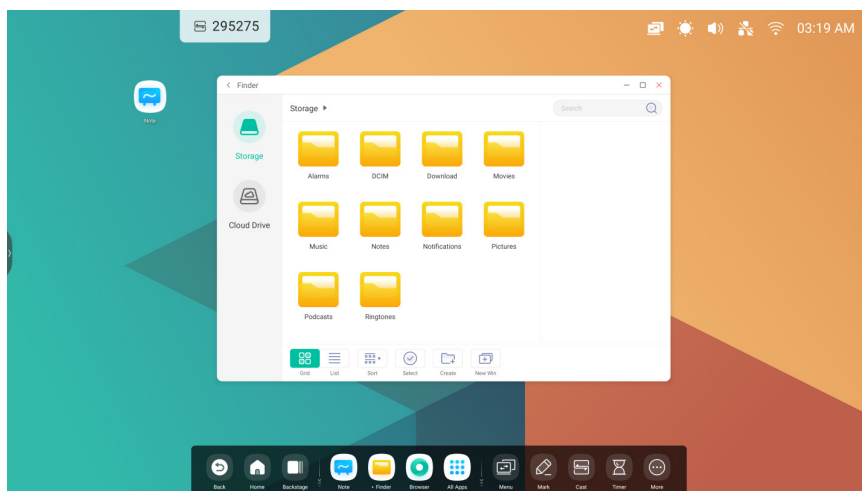 295275
03:19 AM
Note
Finder
Storage
Search
Storage
Cloud Drive
Alarms
DCIM
Download
Movies
Music
Notes
Notifications
Pictures
Podcasts
Ringtones
Grid
List
Sort
Select
Create
New Win
Back
Home
Backstage
Note
• Finder
Browser
All Apps
Menu
Mark
Cast
Timer
More